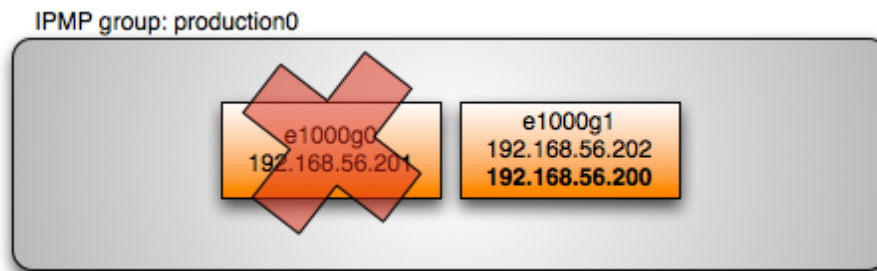 IPMP group: production0
e1000g0
192.168.56.201
e1000g1
192.168.56.202
192.168.56.200